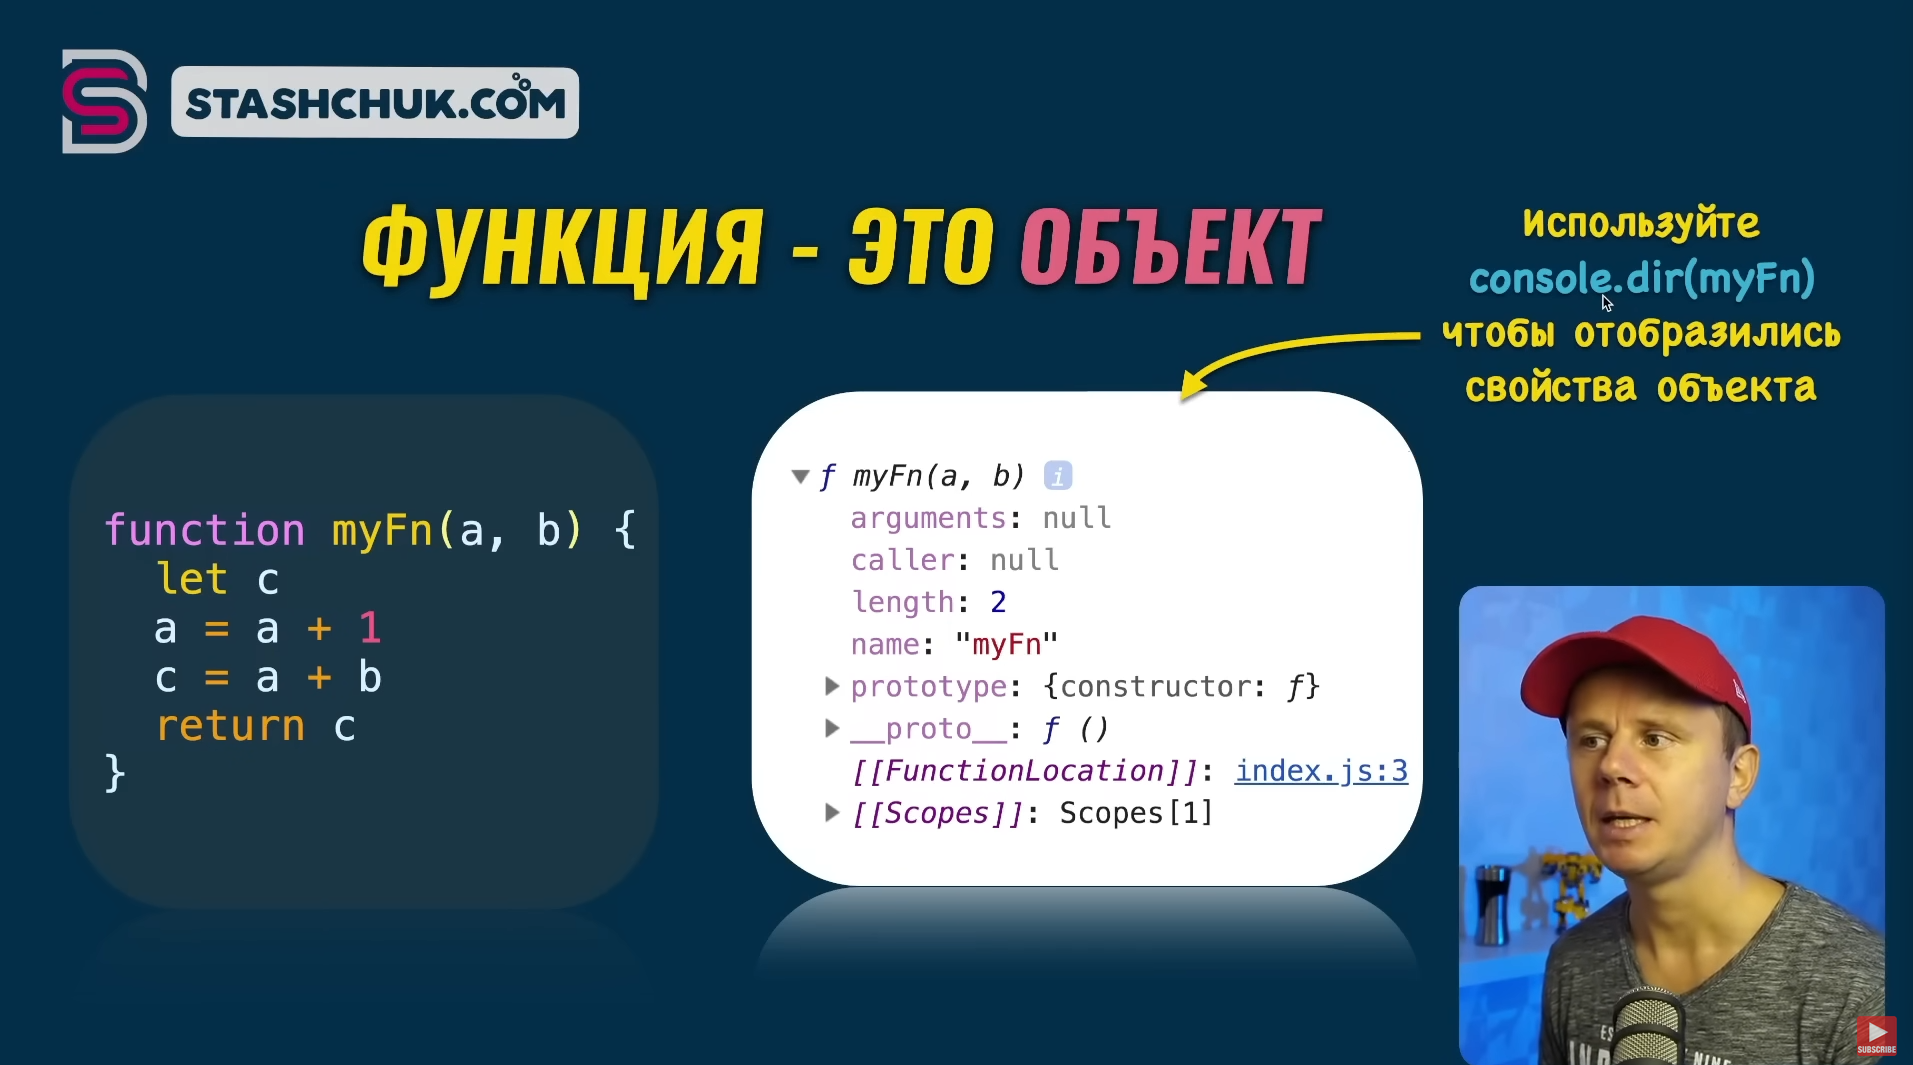 STASHCHUK.COM
ФУНКЦИЯ - ЭТО ОБЪЕКТ
Используйте
console.dir(myFn)
чтобы отобразились
свойства объекта
function myFn(a, b) {
let c
a = a + 1
c = a + b
return c
}
ƒ myFn(a, b) i
arguments: null
caller: null
length: 2
name: "myFn"
prototype: {constructor: ƒ}
__proto__: ƒ ()
[[FunctionLocation]]: index.js:3
[[Scopes]]: Scopes[1]
SUBSCRIBE